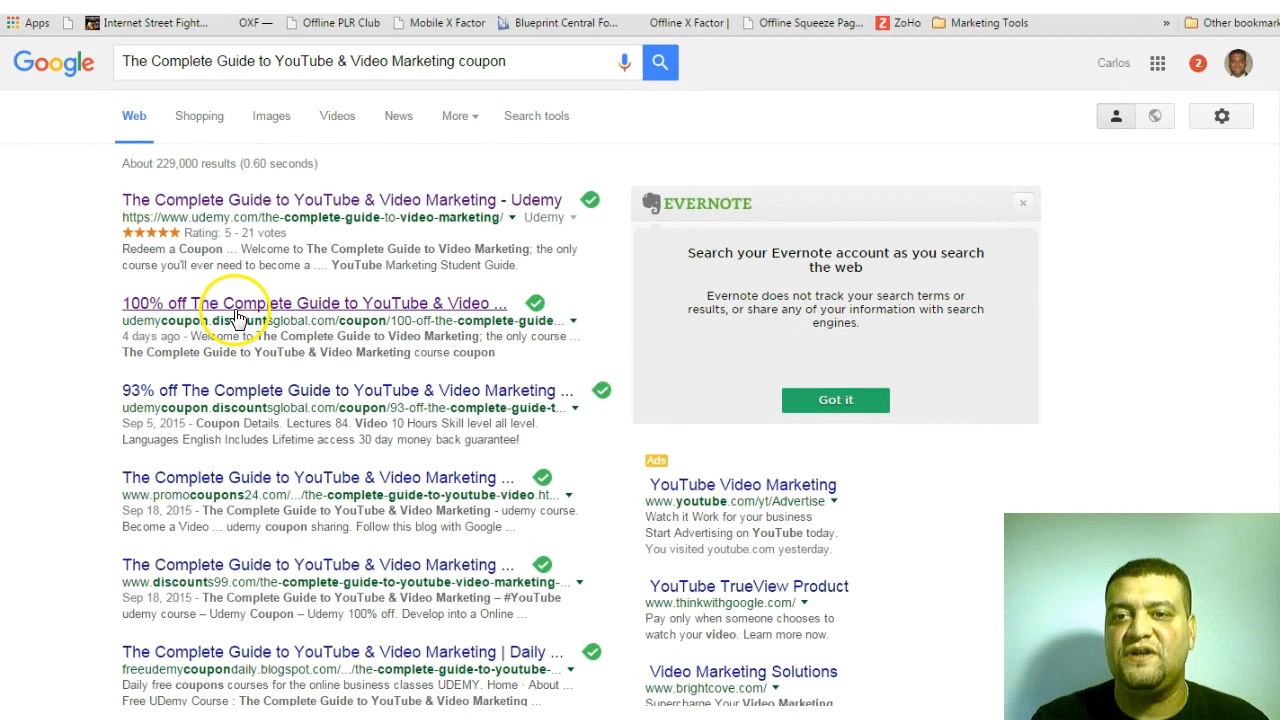 Apps
Internet Street Fight...
OXF —
Offline PLR Club
Mobile X Factor
Blueprint Central Fo...
Offline X Factor |
Offline Squeeze Pag...
Z ZoHo
Marketing Tools
»
Other bookmar
Google
The Complete Guide to YouTube & Video Marketing coupon
Carlos
2
Web
Shopping
Images
Videos
News
More
Search tools
About 229,000 results (0.60 seconds)
The Complete Guide to YouTube & Video Marketing - Udemy
https://www.udemy.com/the-complete-guide-to-video-marketing/ Udemy
Rating: 5 - 21 votes
Redeem a Coupon ... Welcome to The Complete Guide to Video Marketing; the only
course you'll ever need to become a .... YouTube Marketing Student Guide.
100% off The Complete Guide to YouTube & Video ...
udemycoupon.discountsglobal.com/coupon/100-off-the-complete-guide...
4 days ago - Welcome to The Complete Guide to Video Marketing; the only course ...
The Complete Guide to YouTube & Video Marketing course coupon
93% off The Complete Guide to YouTube & Video Marketing ...
udemycoupon.discountsglobal.com/coupon/93-off-the-complete-guide-t...
Sep 5, 2015 - Coupon Details. Lectures 84. Video 10 Hours Skill level all level.
Languages English Includes Lifetime access 30 day money back guarantee!
The Complete Guide to YouTube & Video Marketing ...
www.promocoupons24.com/.../the-complete-guide-to-youtube-video.ht...
Sep 18, 2015 - The Complete Guide to YouTube & Video Marketing - udemy course.
Become a Video ... udemy coupon sharing. Follow this blog with Google ...
The Complete Guide to YouTube & Video Marketing ...
www.discounts99.com/the-complete-guide-to-youtube-video-marketing-...
Sep 18, 2015 - The Complete Guide to YouTube & Video Marketing – #YouTube
udemy course – Udemy Coupon – Udemy 100% off. Develop into a Online ...
The Complete Guide to YouTube & Video Marketing | Daily ...
freeudemycoupondaily.blogspot.com/.../the-complete-guide-to-youtube-...
Daily free coupons courses for the online business classes UDEMY. Home · About ...
Free UDemy Course : The Complete Guide to YouTube & Video Marketing ...
EVERNOTE
×
Search your Evernote account as you search
the web
Evernote does not track your search terms or
results, or share any of your information with search
engines.
Got it
Ads
YouTube Video Marketing
www.youtube.com/yt/Advertise
Watch it Work for your business
Start Advertising on YouTube today.
You visited youtube.com yesterday.
YouTube TrueView Product
www.thinkwithgoogle.com/
Pay only when someone chooses to
watch your video. Learn more now.
Video Marketing Solutions
www.brightcove.com/
Supercharge Your Video Marketing